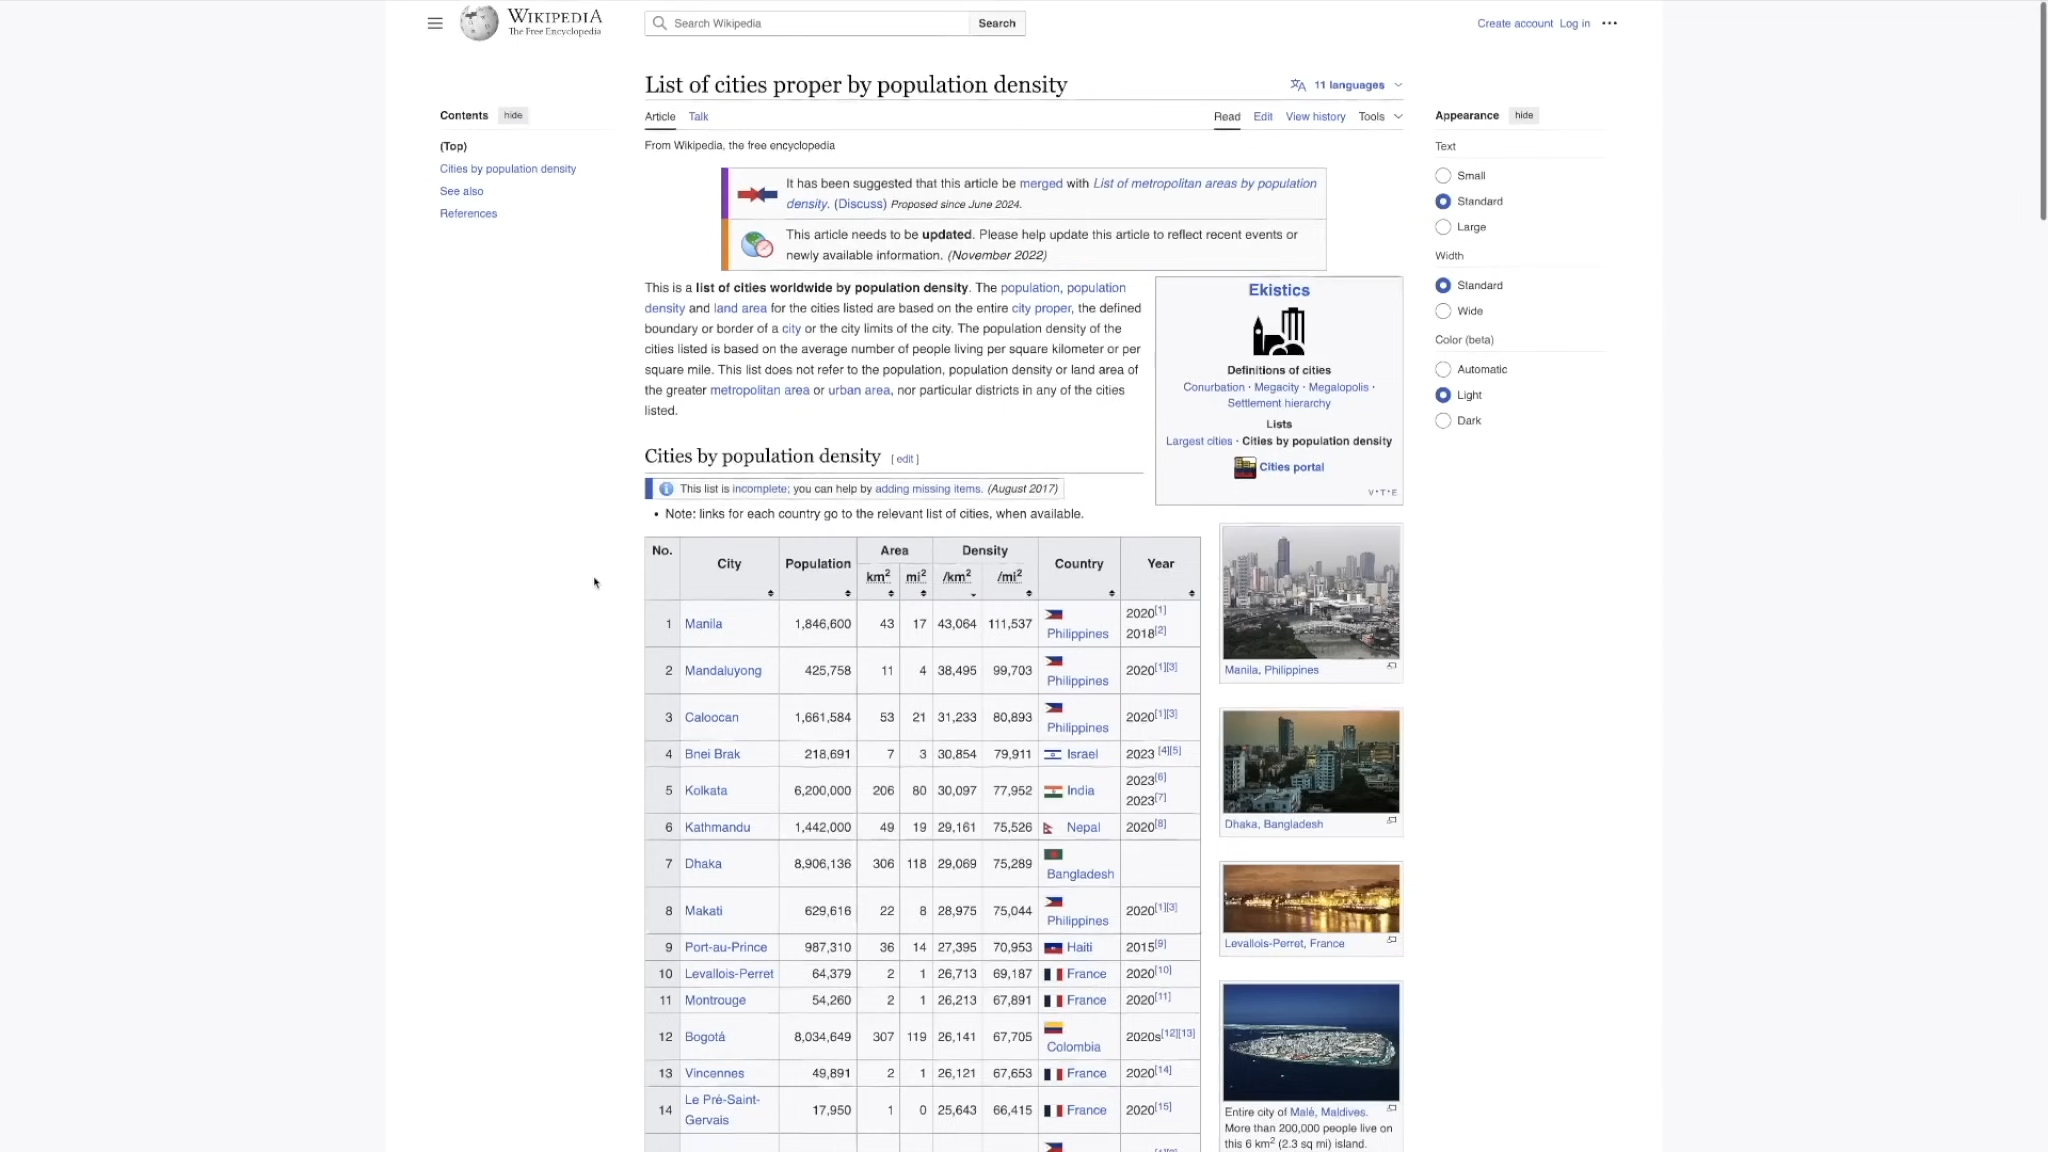 WIKIPEDIA
The Free Encyclopedia
Search Wikipedia
Search
Create account Log in
List of cities proper by population density
11 languages
Contents hide
(Top)
Cities by population density
See also
References
Article Talk
Read Edit View history Tools
From Wikipedia, the free encyclopedia
It has been suggested that this article be merged with List of metropolitan areas by population
density. (Discuss) Proposed since June 2024.
This article needs to be updated. Please help update this article to reflect recent events or
newly available information. (November 2022)
This is a list of cities worldwide by population density. The population, population
density and land area for the cities listed are based on the entire city proper, the defined
boundary or border of a city or the city limits of the city. The population density of the
cities listed is based on the average number of people living per square kilometer or per
square mile. This list does not refer to the population, population density or land area of
the greater metropolitan area or urban area, nor particular districts in any of the cities
listed.
Ekistics
Definitions of cities
Conurbation · Megacity · Megalopolis ·
Settlement hierarchy
Lists
Largest cities · Cities by population density
Cities portal
V·T·E
Cities by population density [ edit ]
This list is incomplete; you can help by adding missing items. (August 2017)
• Note: links for each country go to the relevant list of cities, when available.
No. City Population Area Density Country Year
km² mi² /km² /mi²
1 Manila 1,846,600 43 17 43,064 111,537 Philippines 2020[1]
2018[2]
2 Mandaluyong 425,758 11 4 38,495 99,703 Philippines 2020[1][3]
3 Caloocan 1,661,584 53 21 31,233 80,893 Philippines 2020[1][3]
4 Bnei Brak 218,691 7 3 30,854 79,911 Israel 2023 [4][5]
5 Kolkata 6,200,000 206 80 30,097 77,952 India 2023[6]
2023[7]
6 Kathmandu 1,442,000 49 19 29,161 75,526 Nepal 2020[8]
7 Dhaka 8,906,136 306 118 29,069 75,289 Bangladesh
8 Makati 629,616 22 8 28,975 75,044 Philippines 2020[1][3]
9 Port-au-Prince 987,310 36 14 27,395 70,953 Haiti 2015[9]
10 Levallois-Perret 64,379 2 1 26,713 69,187 France 2020[10]
11 Montrouge 54,260 2 1 26,213 67,891 France 2020[11]
12 Bogotá 8,034,649 307 119 26,141 67,705 Colombia 2020s[12][13]
13 Vincennes 49,891 2 1 26,121 67,653 France 2020[14]
14 Le Pré-Saint-
Gervais 17,950 1 0 25,643 66,415 France 2020[15]
Manila, Philippines
Dhaka, Bangladesh
Levallois-Perret, France
Entire city of Malé, Maldives.
More than 200,000 people live on
this 6 km² (2.3 sq mi) island.
Appearance hide
Text
Small
Standard
Large
Width
Standard
Wide
Color (beta)
Automatic
Light
Dark